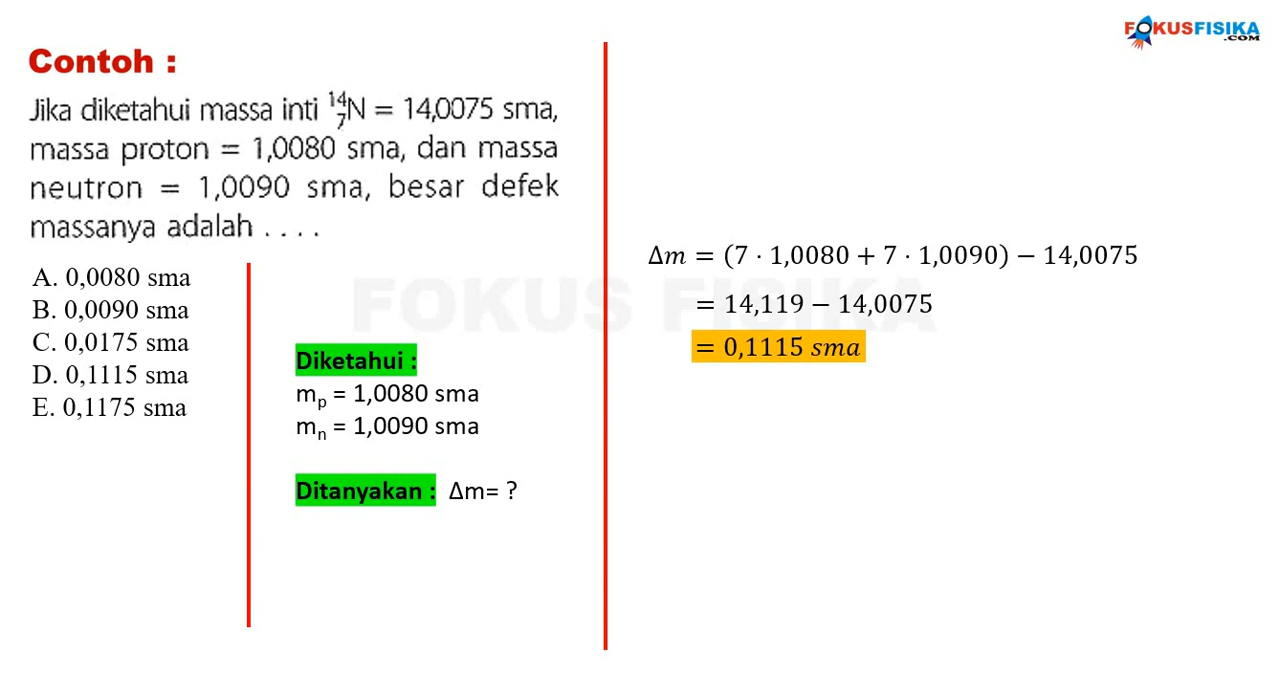 FOKUSFISIKA
.COM
Contoh :
Jika diketahui massa inti ¹⁴₇N = 14,0075 sma,
massa proton = 1,0080 sma, dan massa
neutron = 1,0090 sma, besar defek
massanya adalah . . . .
A. 0,0080 sma
B. 0,0090 sma
C. 0,0175 sma
D. 0,1115 sma
E. 0,1175 sma
Diketahui :
mₚ = 1,0080 sma
mₙ = 1,0090 sma
Ditanyakan : Δm= ?
Δm = (7 · 1,0080 + 7 · 1,0090) − 14,0075
= 14,119 − 14,0075
= 0,1115 sma
FOKUS FISIKA